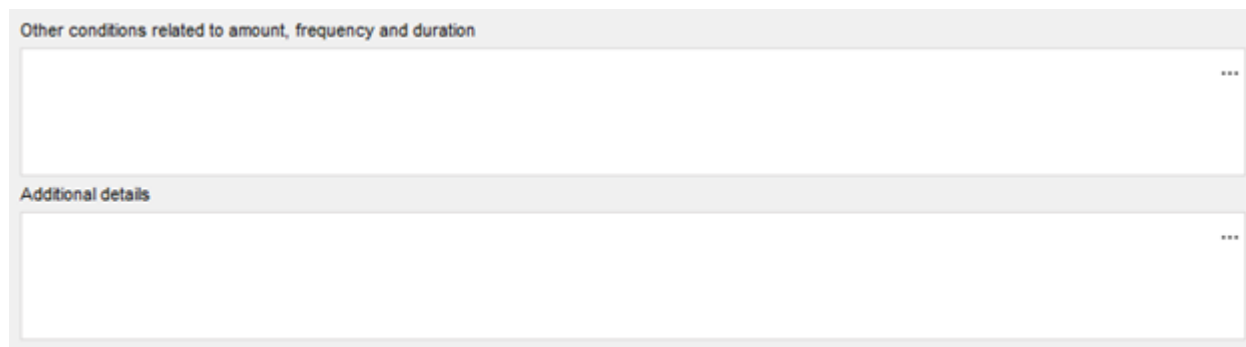 Other conditions related to amount, frequency and duration
...
Additional details
...